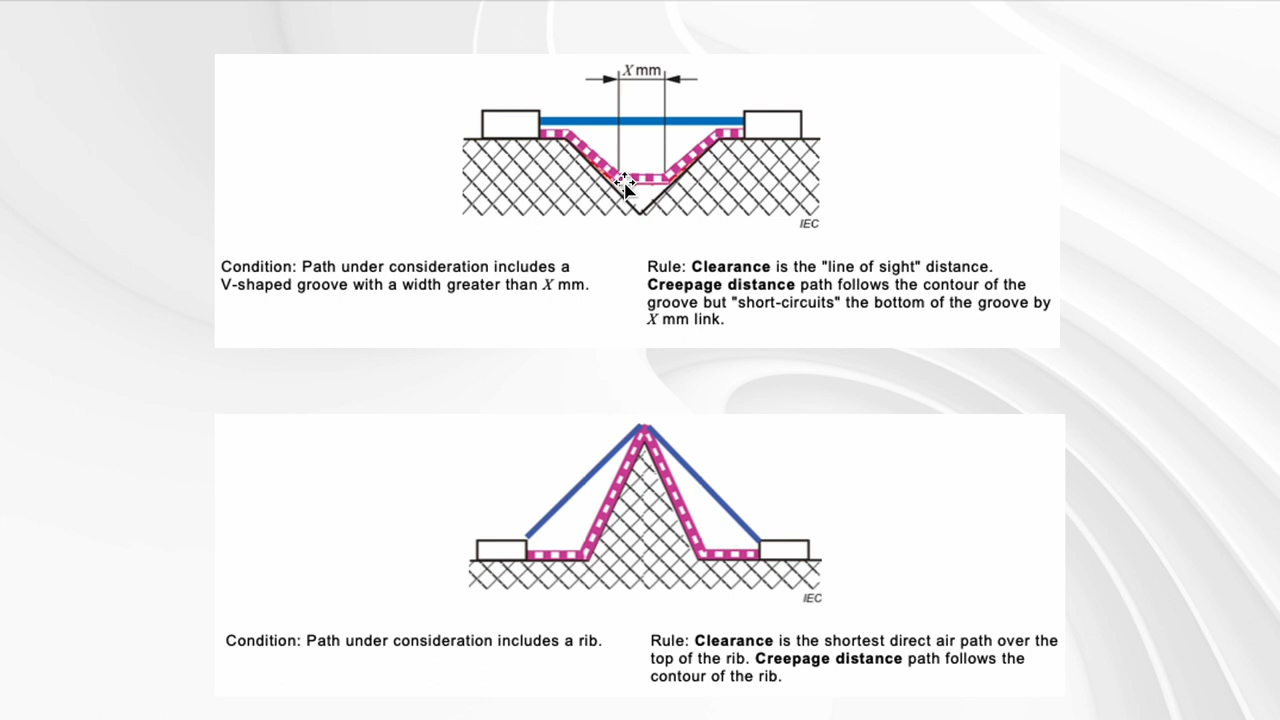 X mm
IEC
Condition: Path under consideration includes a
V-shaped groove with a width greater than X mm.
Rule: Clearance is the "line of sight" distance.
Creepage distance path follows the contour of the
groove but "short-circuits" the bottom of the groove by
X mm link.
IEC
Condition: Path under consideration includes a rib.
Rule: Clearance is the shortest direct air path over the
top of the rib. Creepage distance path follows the
contour of the rib.